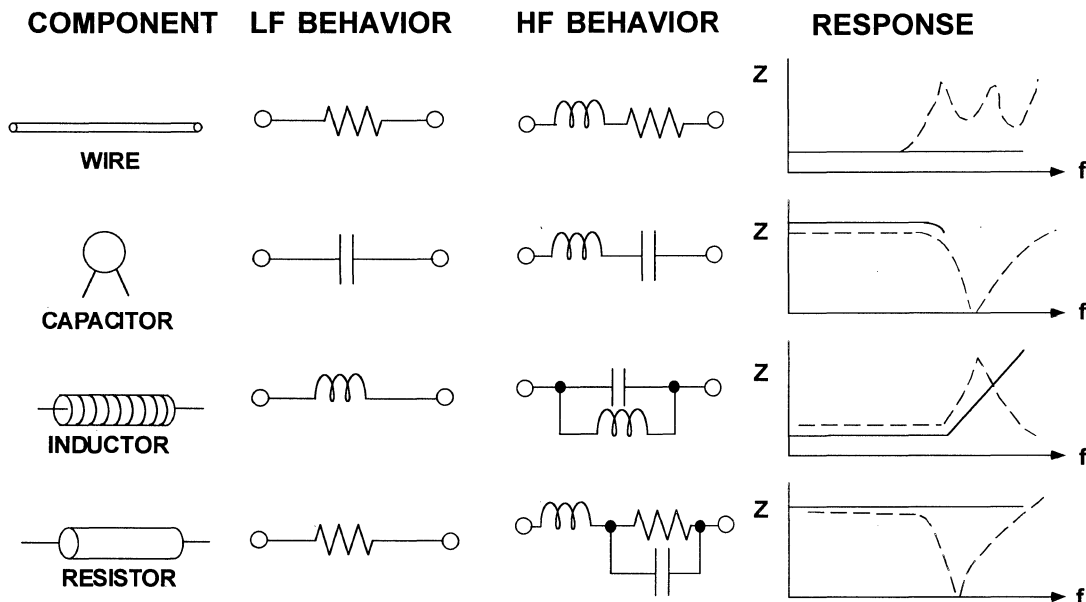 COMPONENT LF BEHAVIOR HF BEHAVIOR RESPONSE
WIRE
Z
f
CAPACITOR
Z
f
INDUCTOR
Z
f
RESISTOR
Z
f